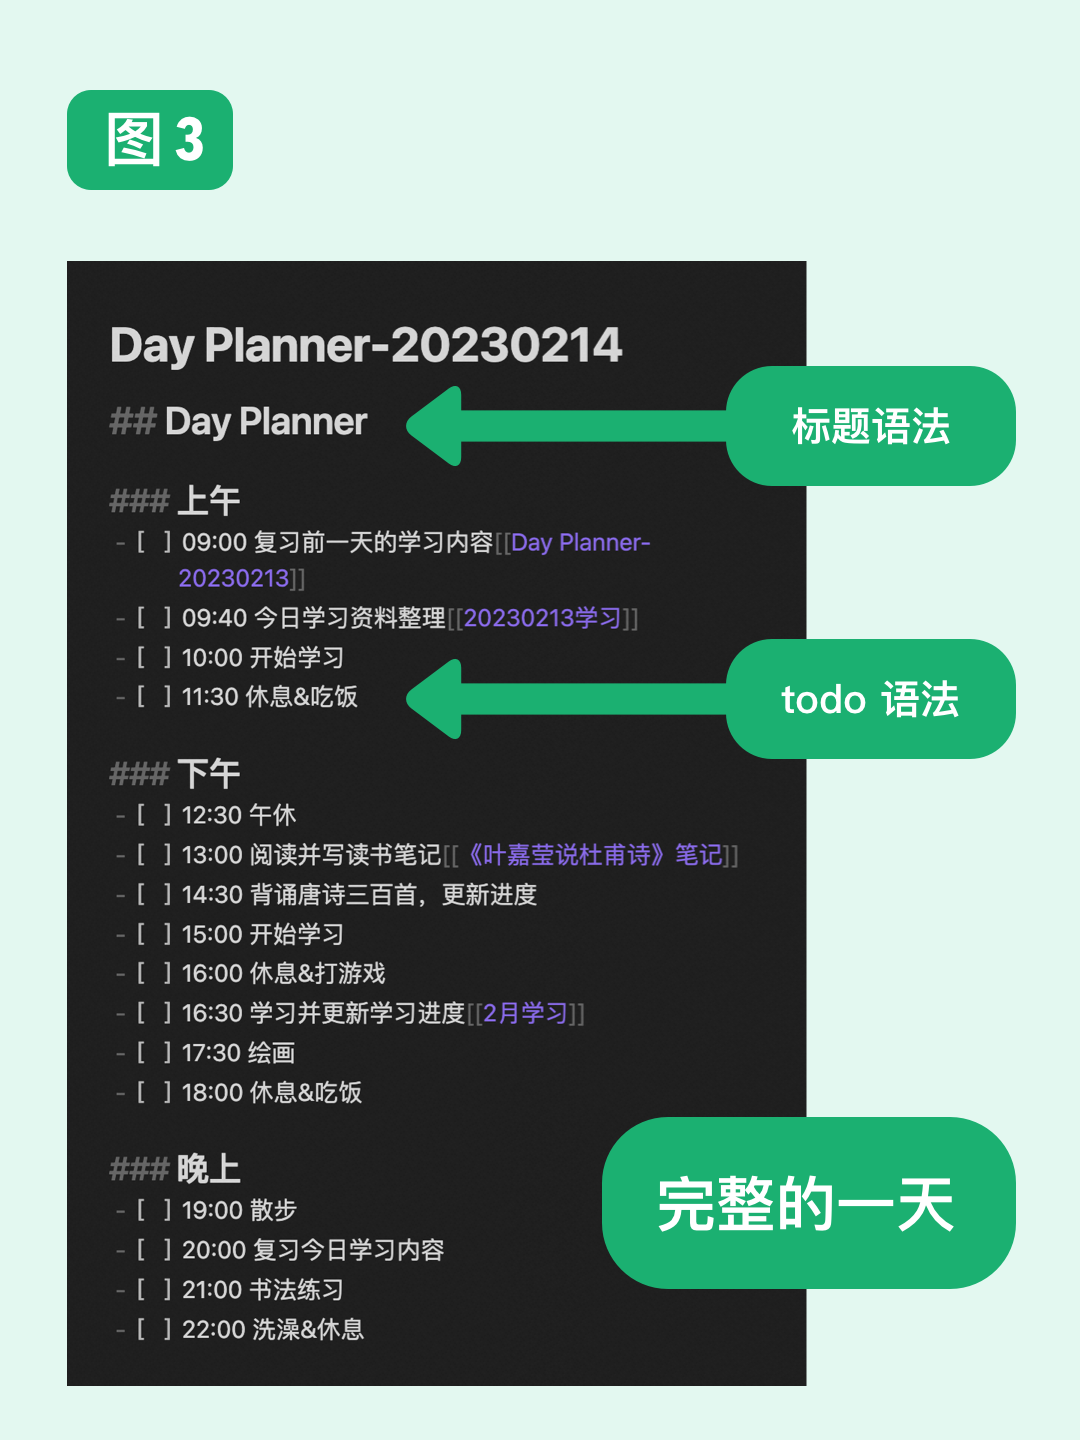 图 3
Day Planner-20230214
## Day Planner
标题语法
### 上午
- [ ] 09:00 复习前一天的学习内容[[Day Planner-
20230213]]
- [ ] 09:40 今日学习资料整理[[20230213学习]]
- [ ] 10:00 开始学习
- [ ] 11:30 休息&吃饭
todo 语法
### 下午
- [ ] 12:30 午休
- [ ] 13:00 阅读并写读书笔记[[《叶嘉莹说杜甫诗》笔记]]
- [ ] 14:30 背诵唐诗三百首，更新进度
- [ ] 15:00 开始学习
- [ ] 16:00 休息&打游戏
- [ ] 16:30 学习并更新学习进度[[2月学习]]
- [ ] 17:30 绘画
- [ ] 18:00 休息&吃饭
### 晚上
- [ ] 19:00 散步
完整的一天
- [ ] 20:00 复习今日学习内容
- [ ] 21:00 书法练习
- [ ] 22:00 洗澡&休息